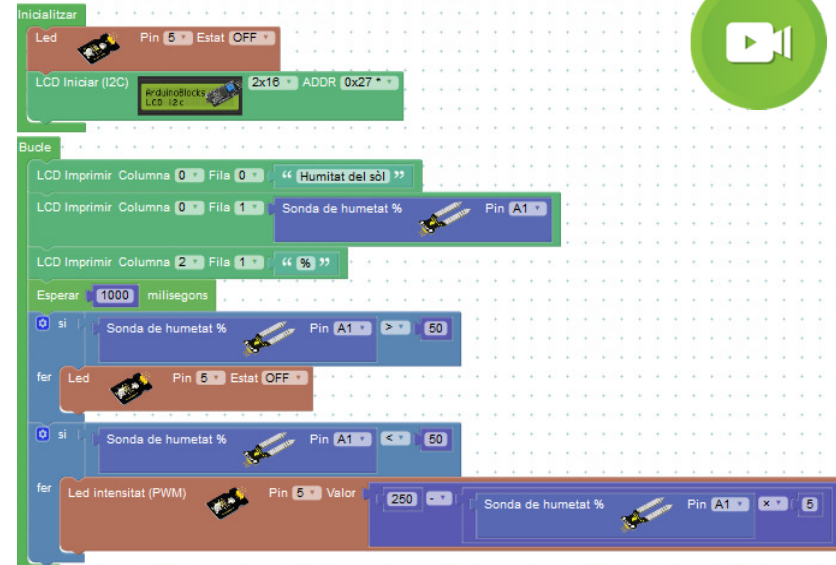 Inicialitzar
Led Pin 5 Estat OFF
LCD Iniciar (I2C) ArduinoBlocks LCD I2c 2x16 ADDR 0x27 *
Bucle
LCD Imprimir Columna 0 Fila 0 “ Humitat del sòl ”
LCD Imprimir Columna 0 Fila 1 Sonda de humetat % Pin A1
LCD Imprimir Columna 2 Fila 1 “ % ”
Esperar 1000 milisegons
si Sonda de humetat % Pin A1 > 50
fer Led Pin 5 Estat OFF
si Sonda de humetat % Pin A1 < 50
fer Led intensitat (PWM) Pin 5 Valor 250 - Sonda de humetat % Pin A1 × 5